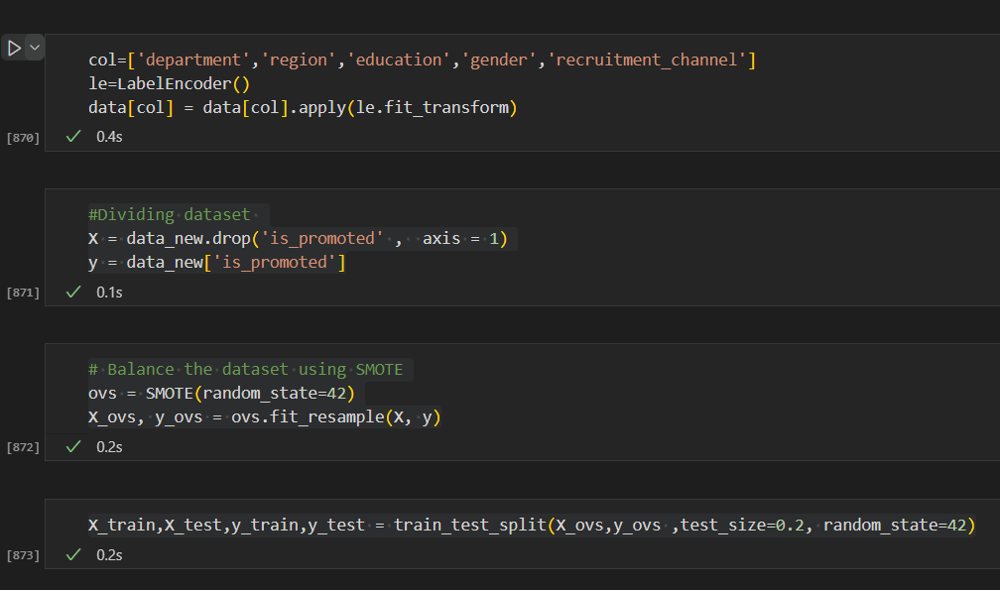 col=['department','region','education','gender','recruitment_channel']
le=LabelEncoder()
data[col] = data[col].apply(le.fit_transform)
[870]
0.4s
#Dividing dataset
X = data_new.drop('is_promoted' , axis = 1)
y = data_new['is_promoted']
[871]
0.1s
# Balance the dataset using SMOTE
ovs = SMOTE(random_state=42)
X_ovs, y_ovs = ovs.fit_resample(X, y)
[872]
0.2s
X_train,X_test,y_train,y_test = train_test_split(X_ovs,y_ovs ,test_size=0.2, random_state=42)
[873]
0.2s